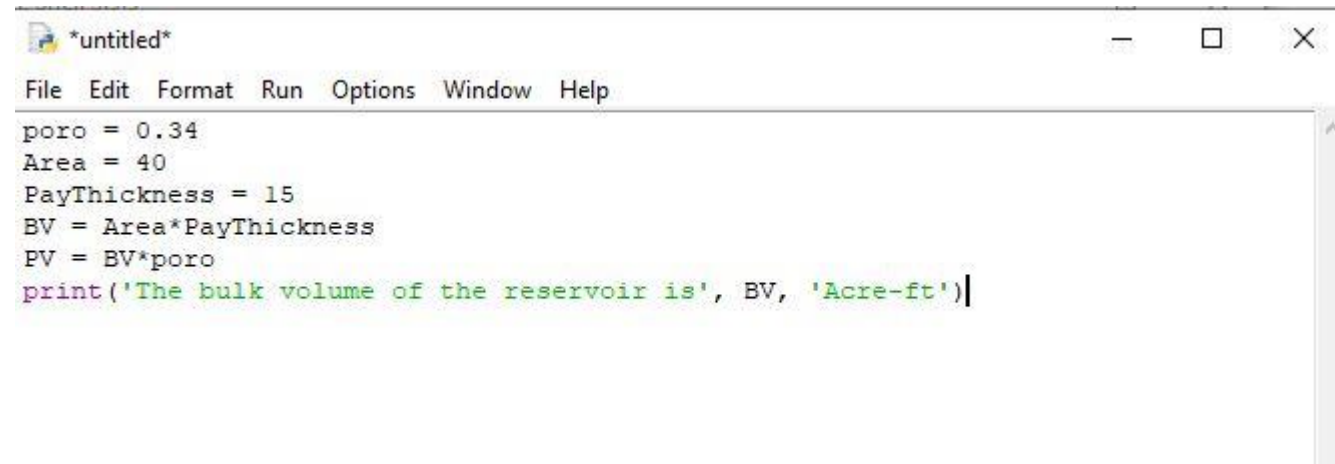 *untitled*
File Edit Format Run Options Window Help
poro = 0.34
Area = 40
PayThickness = 15
BV = Area*PayThickness
PV = BV*poro
print('The bulk volume of the reservoir is', BV, 'Acre-ft')